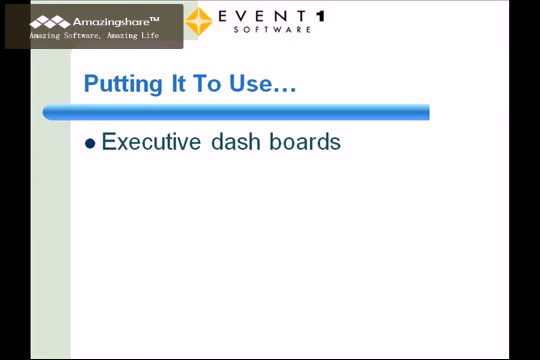 Amazingshare™
Amazing Software, Amazing Life
EVENT 1
SOFTWARE
Putting It To Use…
Executive dash boards